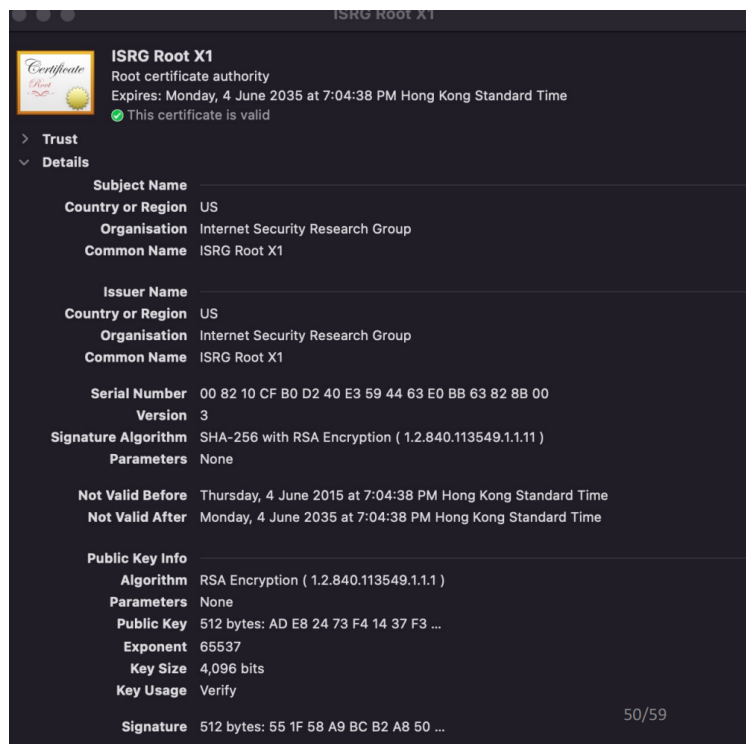 ISRG Root X1
Certificate
Root
ISRG Root X1
Root certificate authority
Expires: Monday, 4 June 2035 at 7:04:38 PM Hong Kong Standard Time
This certificate is valid
Trust
Details
Subject Name
Country or Region US
Organisation Internet Security Research Group
Common Name ISRG Root X1
Issuer Name
Country or Region US
Organisation Internet Security Research Group
Common Name ISRG Root X1
Serial Number 00 82 10 CF B0 D2 40 E3 59 44 63 E0 BB 63 82 8B 00
Version 3
Signature Algorithm SHA-256 with RSA Encryption ( 1.2.840.113549.1.1.11 )
Parameters None
Not Valid Before Thursday, 4 June 2015 at 7:04:38 PM Hong Kong Standard Time
Not Valid After Monday, 4 June 2035 at 7:04:38 PM Hong Kong Standard Time
Public Key Info
Algorithm RSA Encryption ( 1.2.840.113549.1.1.1 )
Parameters None
Public Key 512 bytes: AD E8 24 73 F4 14 37 F3 ...
Exponent 65537
Key Size 4,096 bits
Key Usage Verify
Signature 512 bytes: 55 1F 58 A9 BC B2 A8 50 ...
50/59